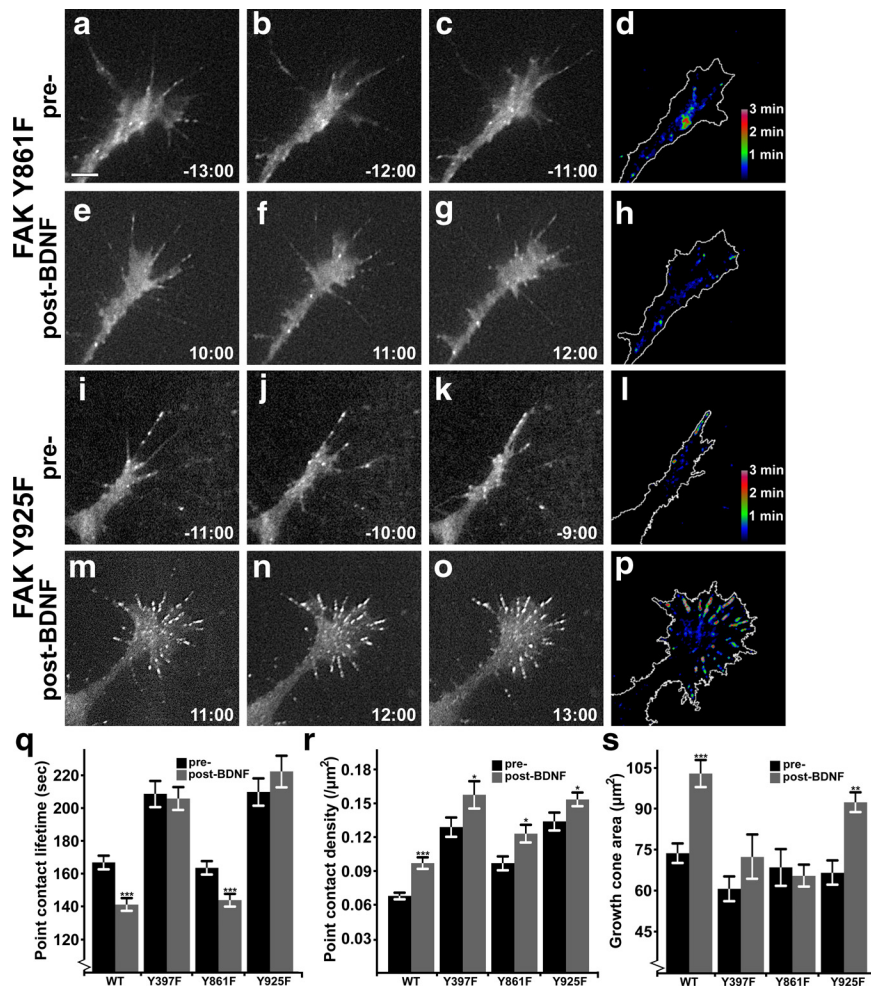 FAK Y861F
pre-
a
-13:00
b
-12:00
c
-11:00
d
3 min
2 min
1 min
post-BDNF
e
10:00
f
11:00
g
12:00
h
FAK Y925F
pre-
i
-11:00
j
-10:00
k
-9:00
l
3 min
2 min
1 min
post-BDNF
m
11:00
n
12:00
o
13:00
p
q
pre-
post-BDNF
Point contact lifetime (sec)
220
200
180
160
140
120
***
***
WT Y397F Y861F Y925F
r
pre-
post-BDNF
Point contact density (/µm²)
0.18
0.15
0.12
0.09
0.06
0.03
***
*
*
*
WT Y397F Y861F Y925F
s
pre-
post-BDNF
Growth cone area (µm²)
105
90
75
60
45
***
**
WT Y397F Y861F Y925F